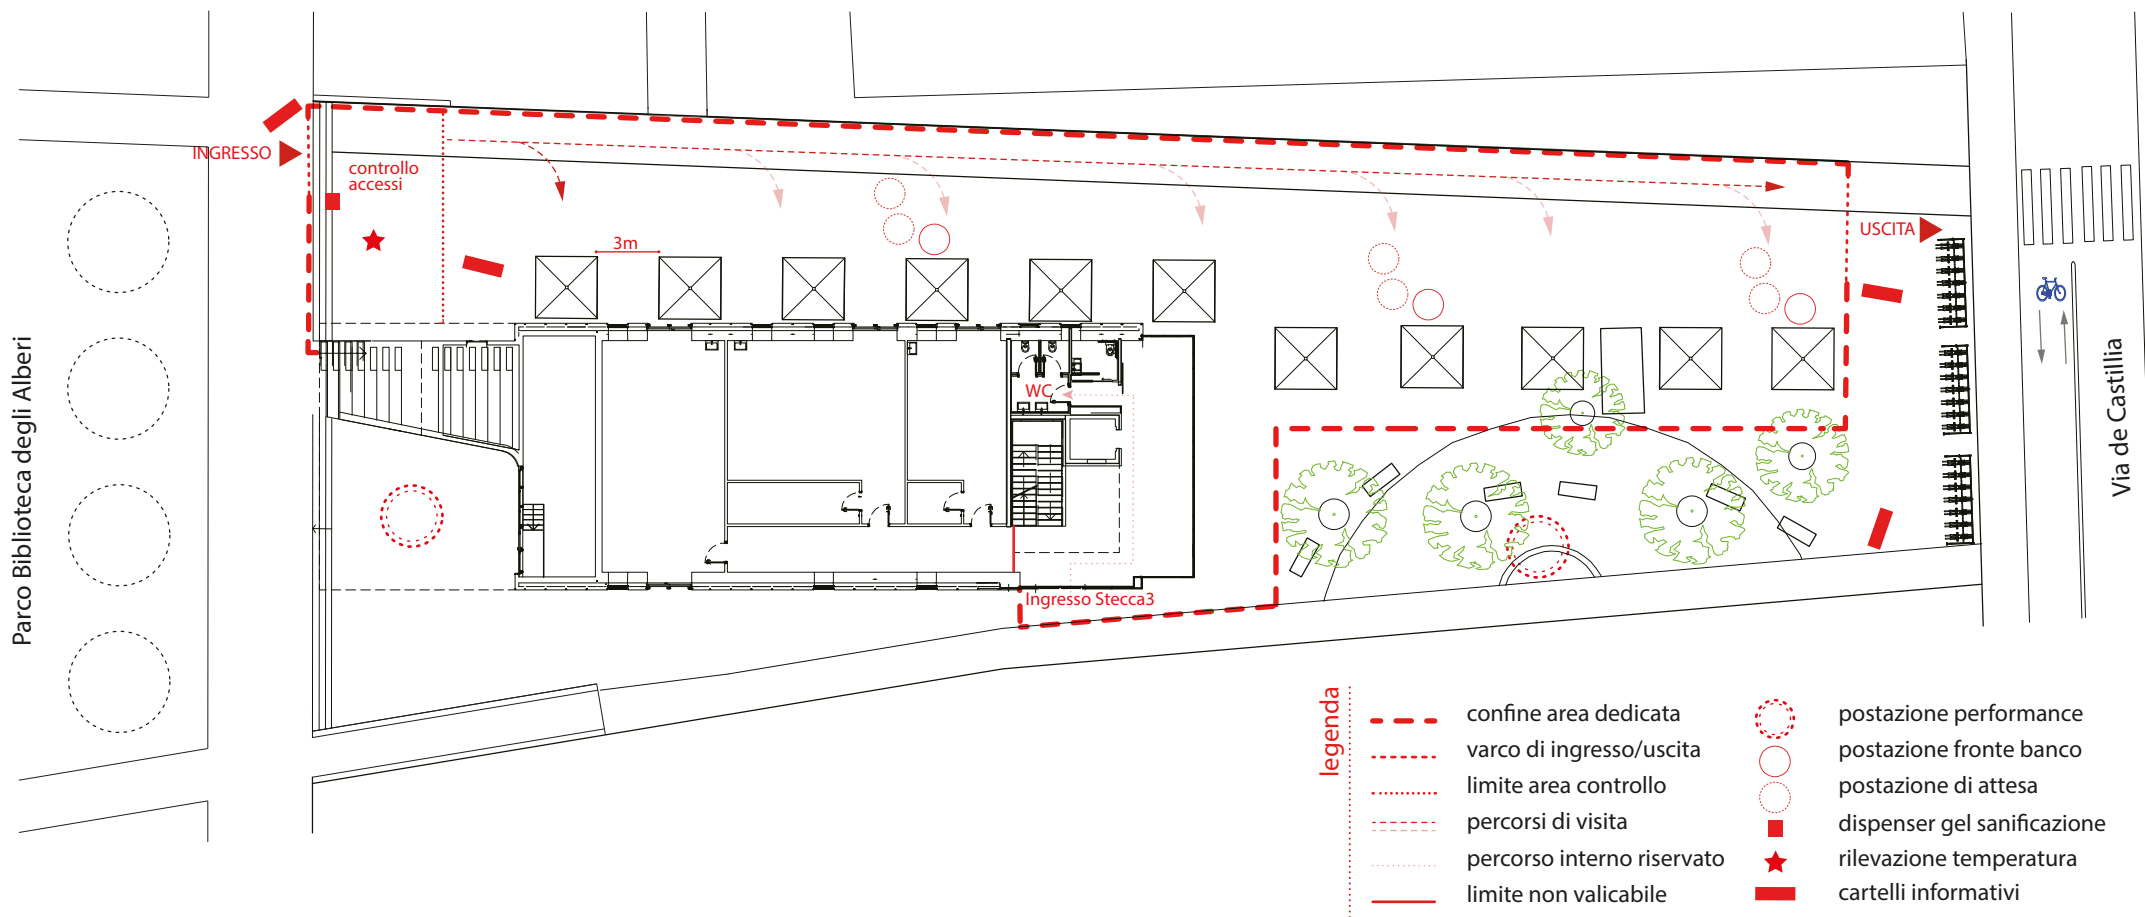 INGRESSO
controllo
accessi
3m
USCITA
WC
Ingresso Stecca3
Parco Biblioteca degli Alberi
Via de Castillia
legenda
confine area dedicata
varco di ingresso/uscita
limite area controllo
percorsi di visita
percorso interno riservato
limite non valicabile
postazione performance
postazione fronte banco
postazione di attesa
dispenser gel sanificazione
rilevazione temperatura
cartelli informativi